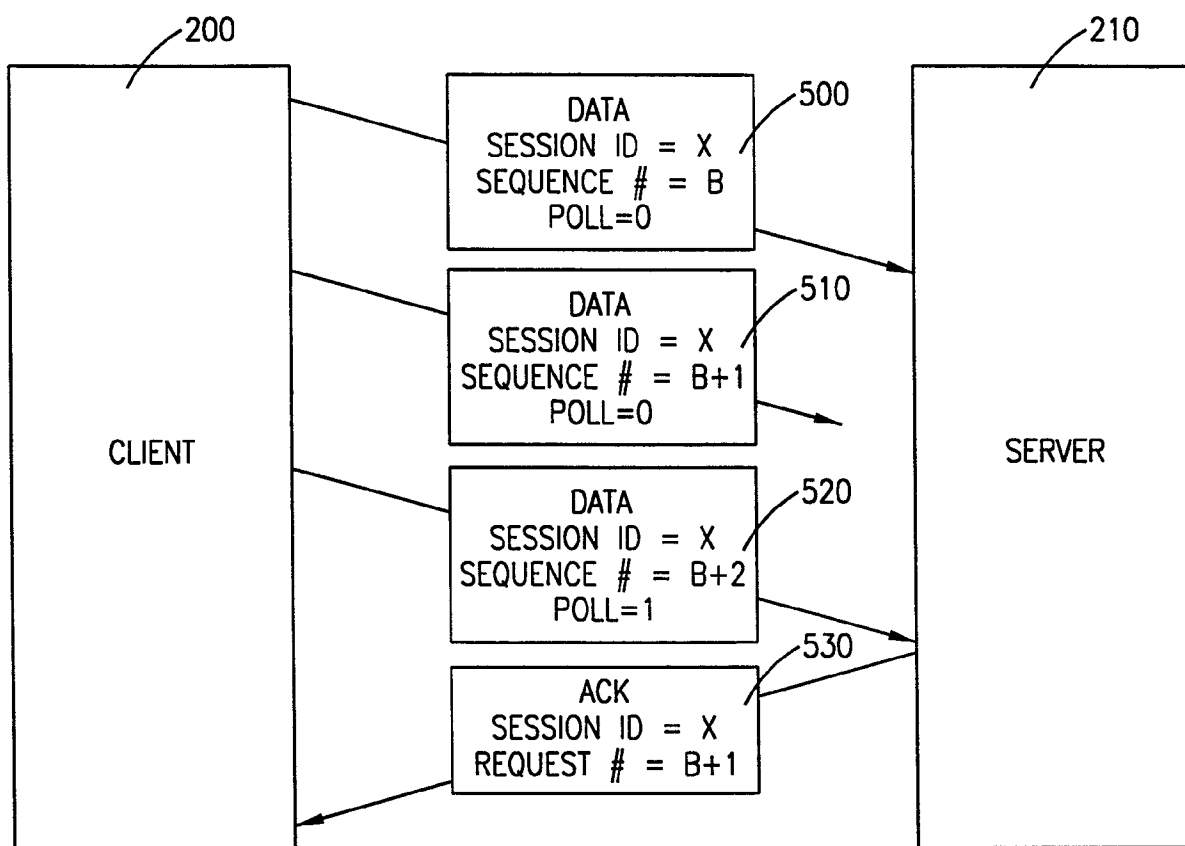 200
210
DATA
SESSION ID = X
SEQUENCE # = B
POLL=0
500
DATA
SESSION ID = X
SEQUENCE # = B+1
POLL=0
510
CLIENT
SERVER
DATA
SESSION ID = X
SEQUENCE # = B+2
POLL=1
520
ACK
SESSION ID = X
REQUEST # = B+1
530